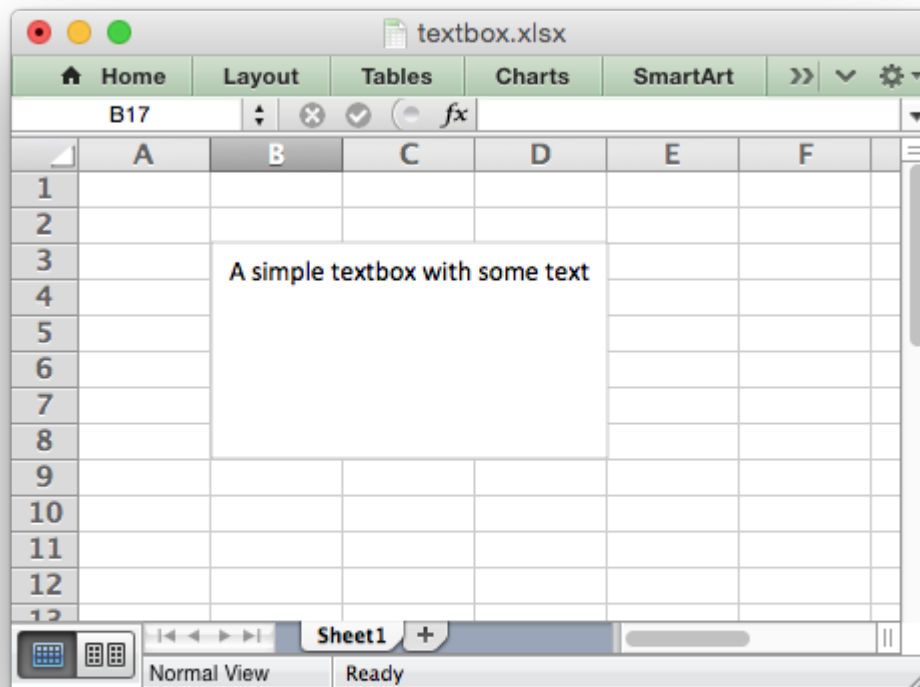 textbox.xlsx
Home Layout Tables Charts SmartArt
B17 fx
A B C D E F
1
2
3
A simple textbox with some text
4
5
6
7
8
9
10
11
12
13
Sheet1 +
Normal View Ready